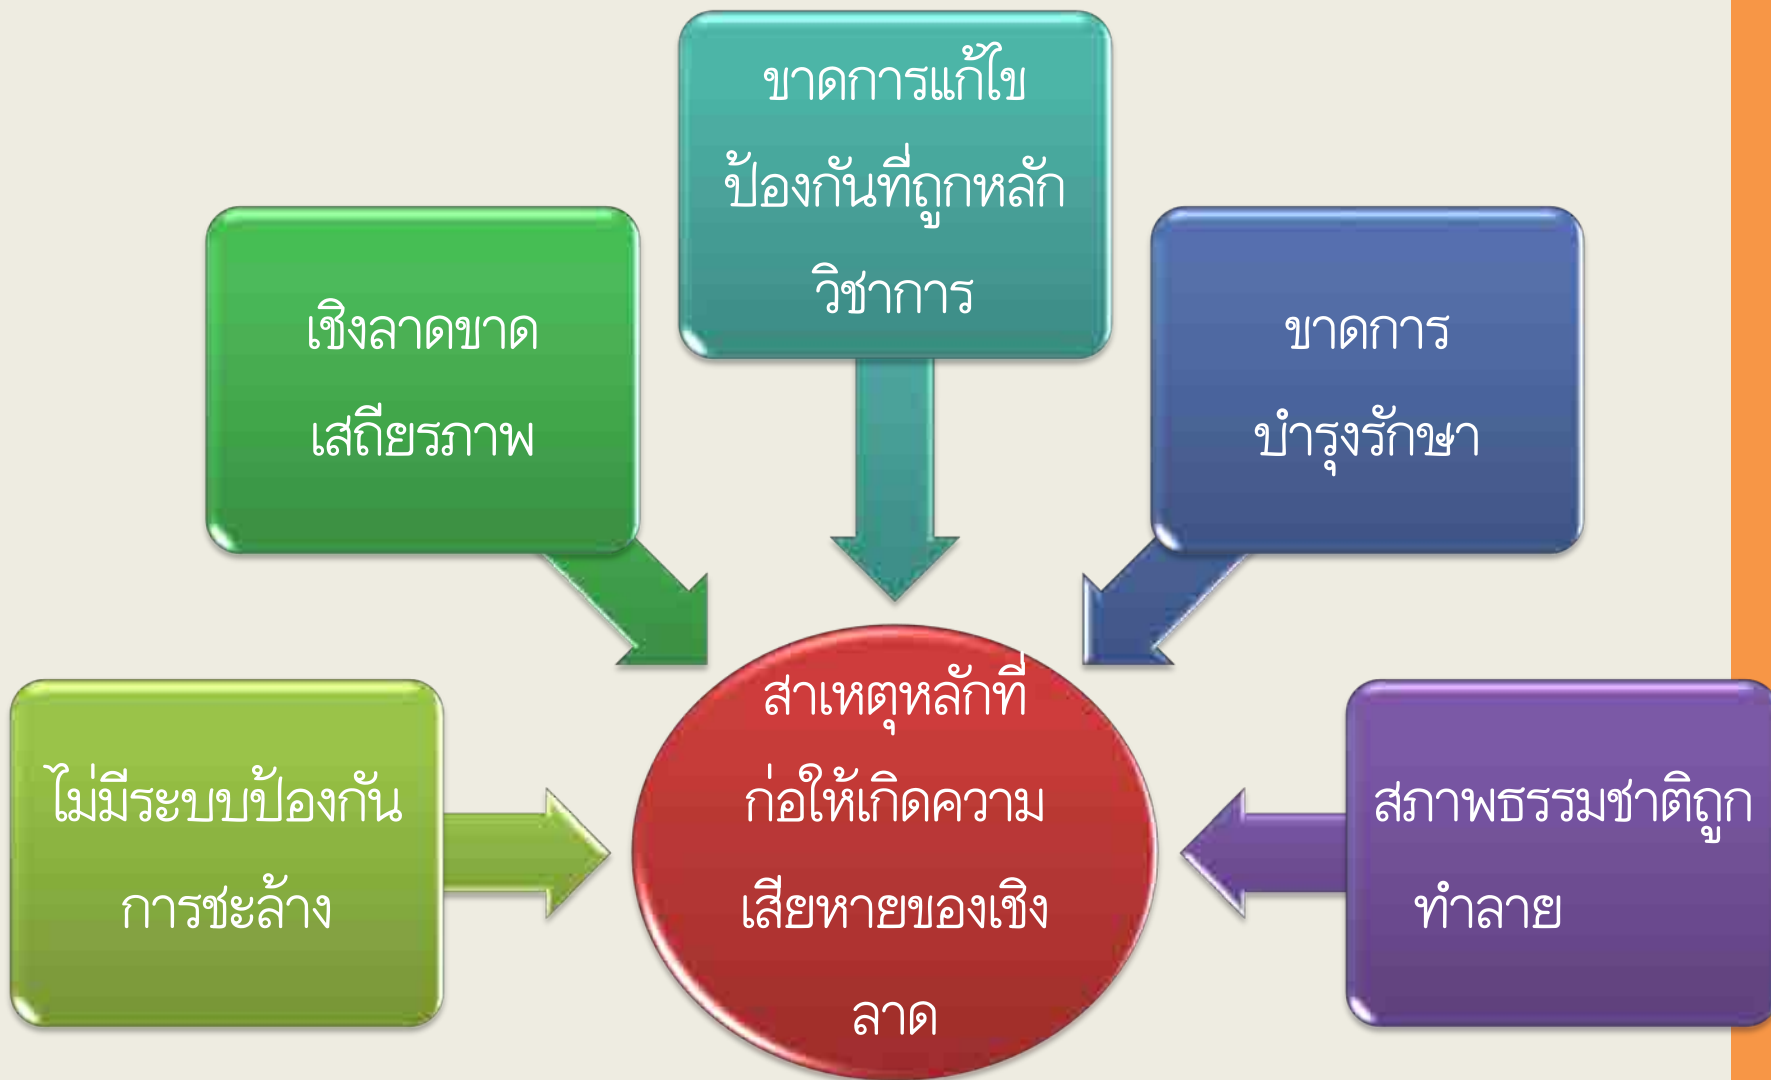 ขาดการแก้ไข
ป้องกันที่ถูกหลัก
วิชาการ
เชิงลาดขาด
เสถียรภาพ
ขาดการ
บำรุงรักษา
ไม่มีระบบป้องกัน
การชะล้าง
สาเหตุหลักที่
ก่อให้เกิดความ
เสียหายของเชิง
ลาด
สภาพธรรมชาติถูก
ทำลาย